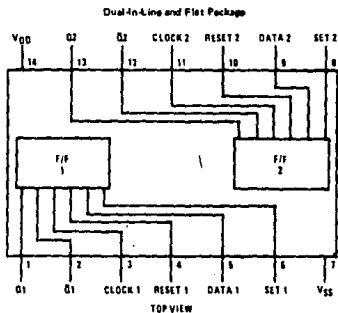 Dual-In-Line and Flat Package
VDD Q2 Q̅2 CLOCK 2 RESET 2 DATA 2 SET 2
14 13 12 11 10 9 8
F/F
1
F/F
2
1 2 3 4 5 6 7
Q1 Q̅1 CLOCK 1 RESET 1 DATA 1 SET 1 VSS
TOP VIEW